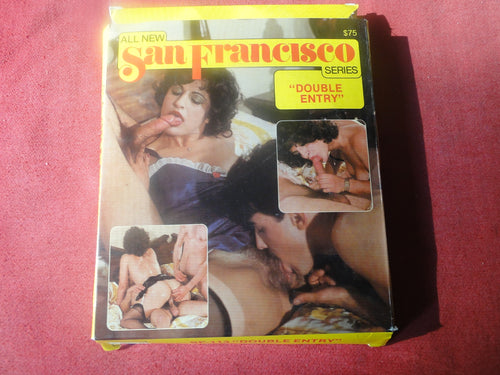 ALL NEW
$75
San Francisco
SERIES
"DOUBLE
ENTRY"
"DOUBLE ENTRY"